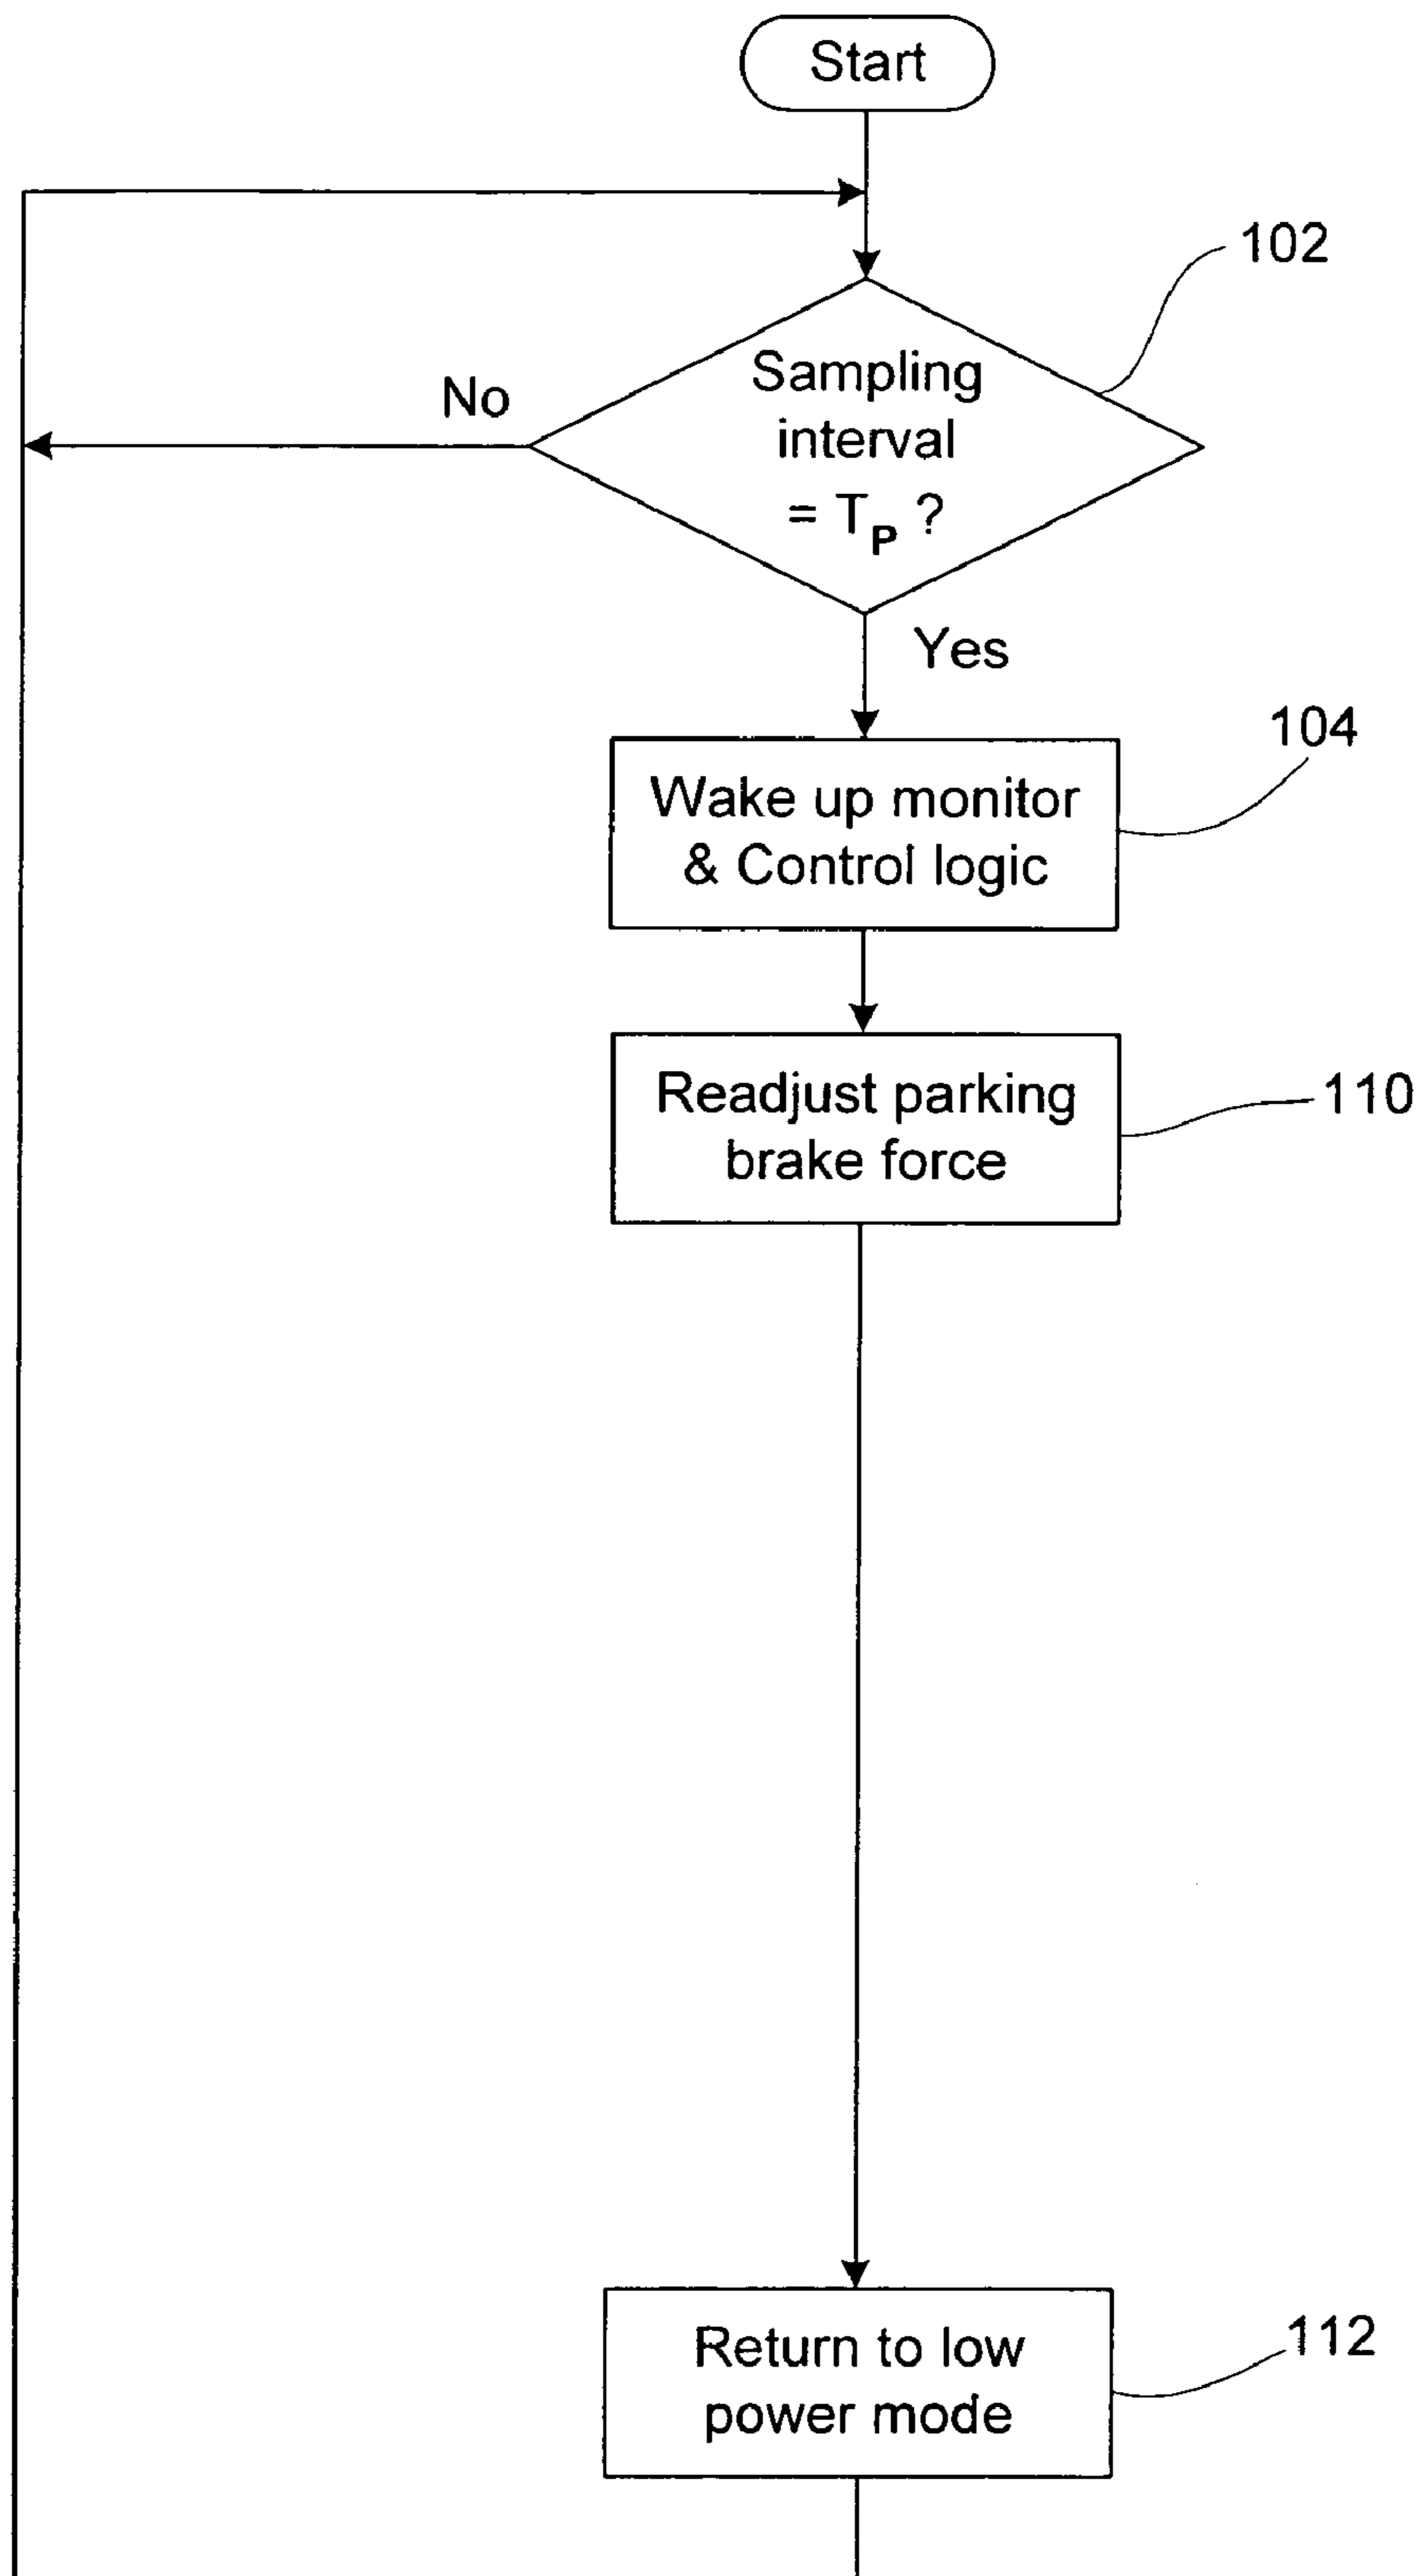 Start
102
Sampling
interval
= TP ?
No
Yes
104
Wake up monitor
& Control logic
110
Readjust parking
brake force
112
Return to low
power mode